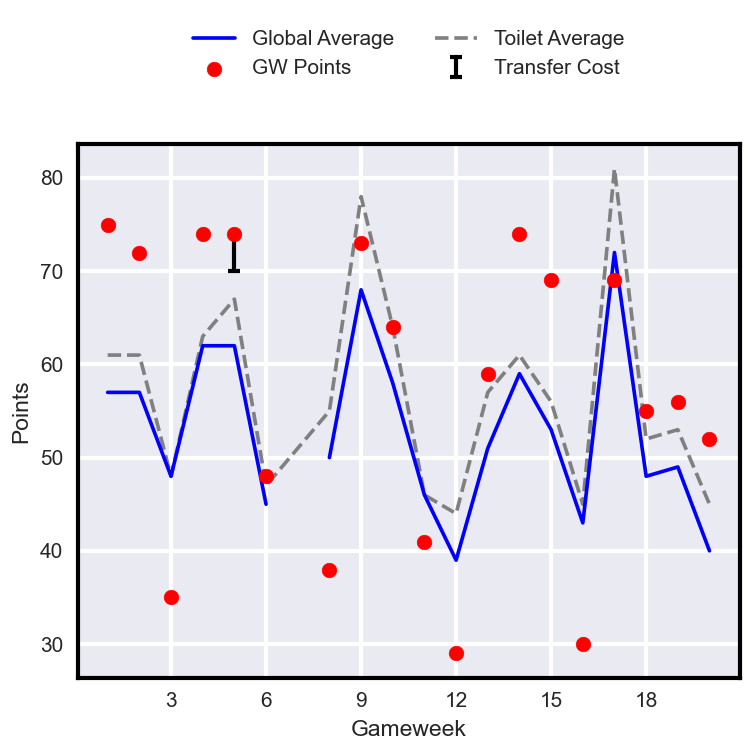 Global Average
Toilet Average
GW Points
Transfer Cost
80
70
60
50
40
30
Points
3 6 9 12 15 18
Gameweek